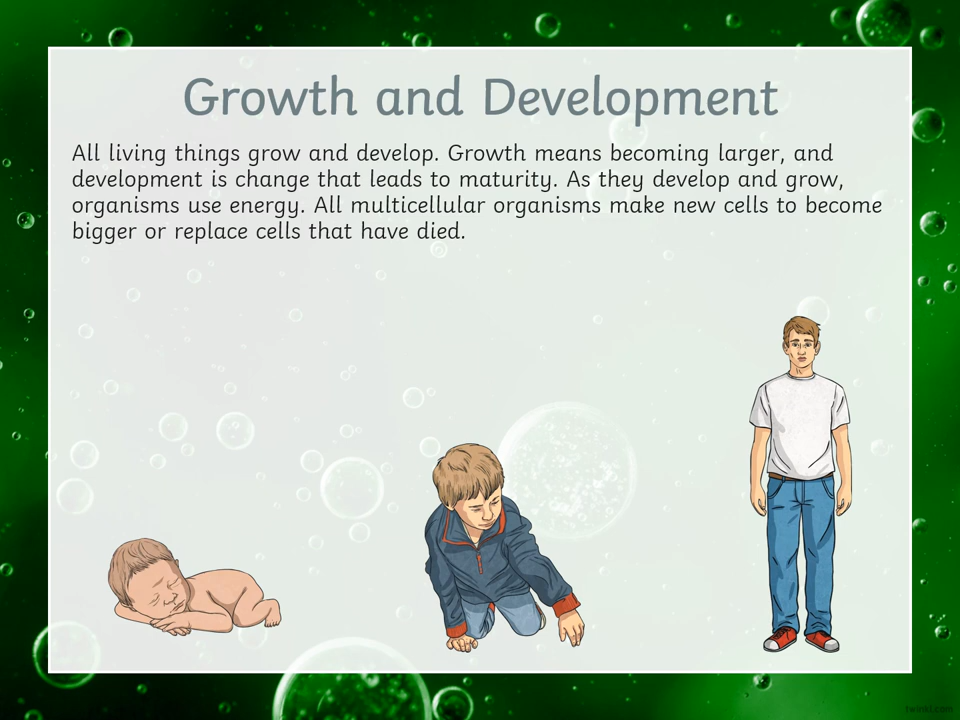 Growth and Development
All living things grow and develop. Growth means becoming larger, and
development is change that leads to maturity. As they develop and grow,
organisms use energy. All multicellular organisms make new cells to become
bigger or replace cells that have died.
twinkl.com